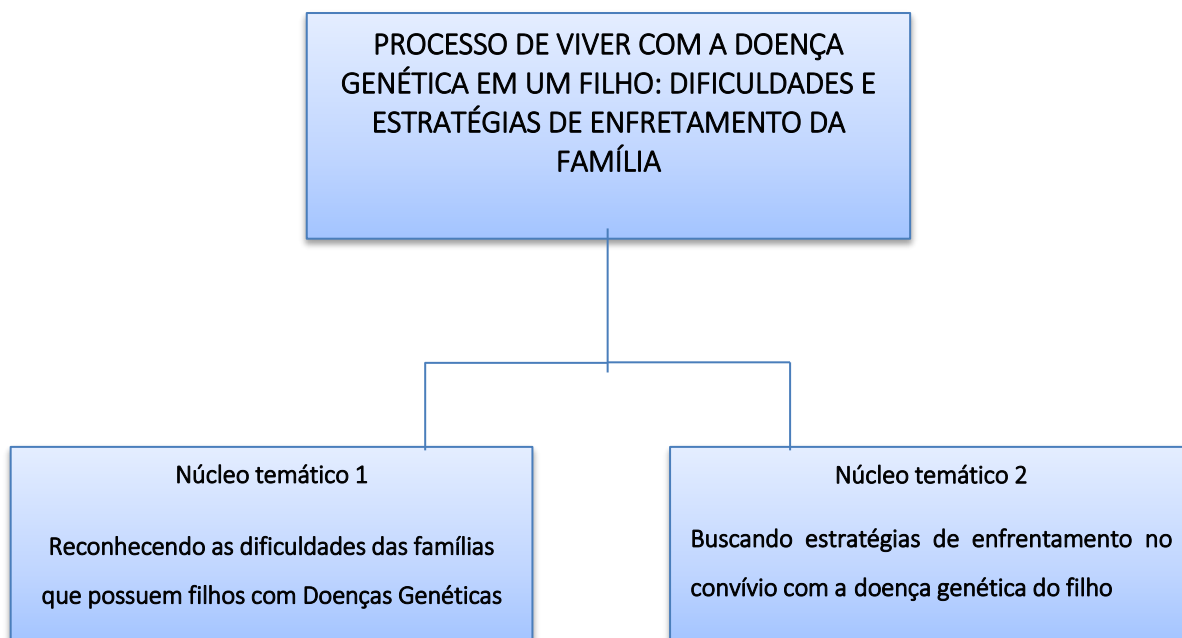 PROCESSO DE VIVER COM A DOENÇA
GENÉTICA EM UM FILHO: DIFICULDADES E
ESTRATÉGIAS DE ENFRETAMENTO DA
FAMÍLIA
Núcleo temático 1
Reconhecendo as dificuldades das famílias
que possuem filhos com Doenças Genéticas
Núcleo temático 2
Buscando estratégias de enfrentamento no
convívio com a doença genética do filho